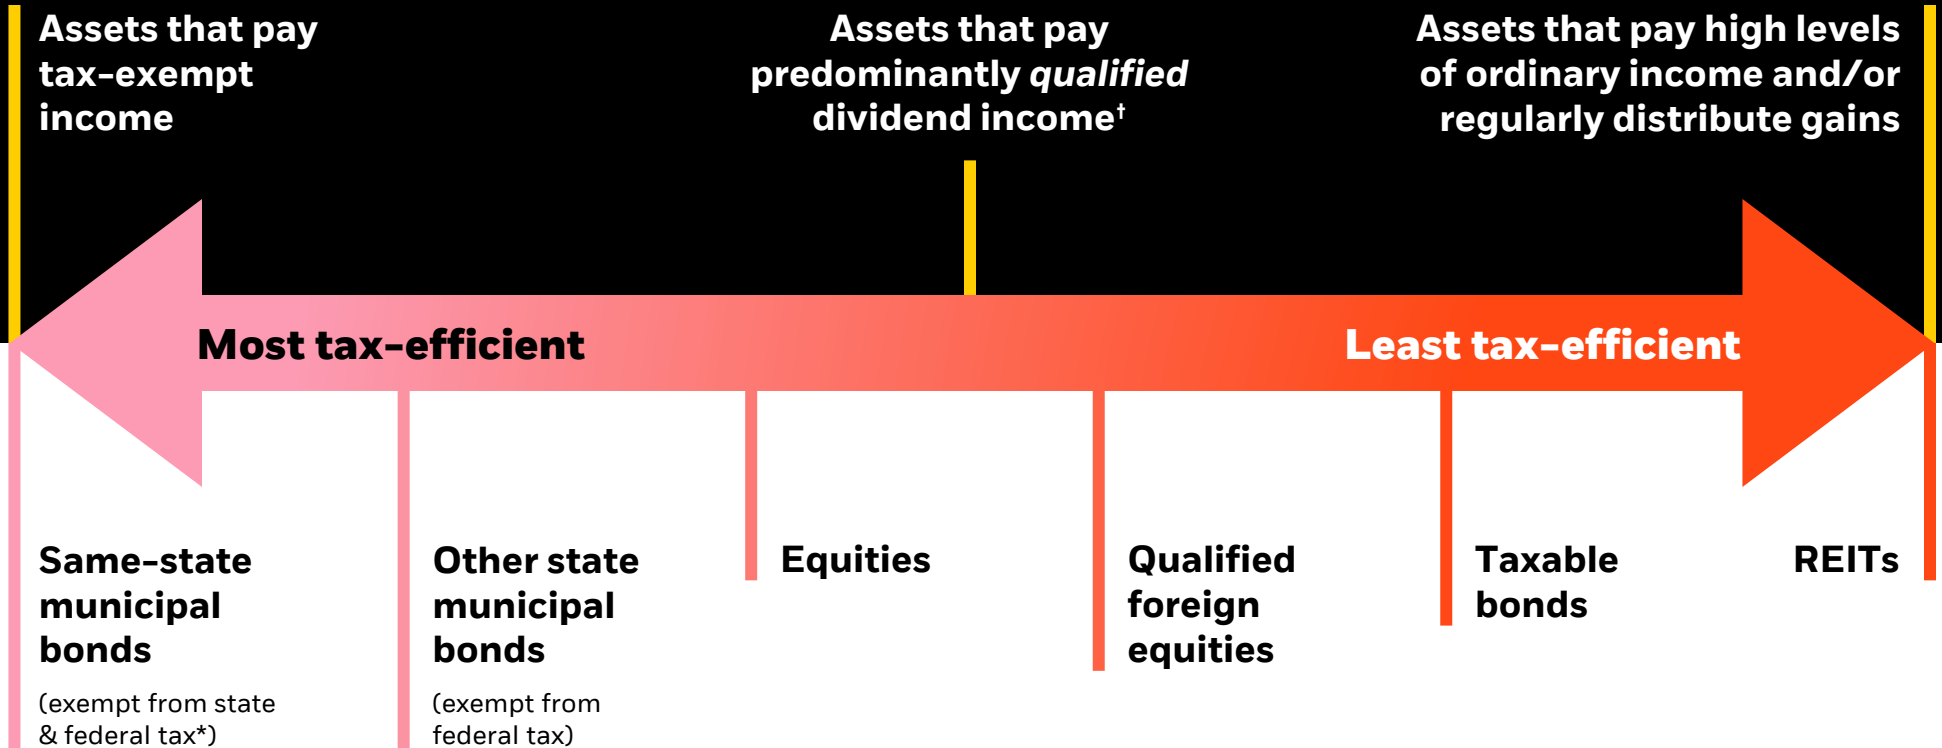 Assets that pay
tax-exempt
income
Assets that pay
predominantly qualified
dividend income†
Assets that pay high levels
of ordinary income and/or
regularly distribute gains
Most tax-efficient
Least tax-efficient
Same-state
municipal
bonds
(exempt from state
& federal tax*)
Other state
municipal
bonds
(exempt from
federal tax)
Equities
Qualified
foreign
equities
Taxable
bonds
REITs